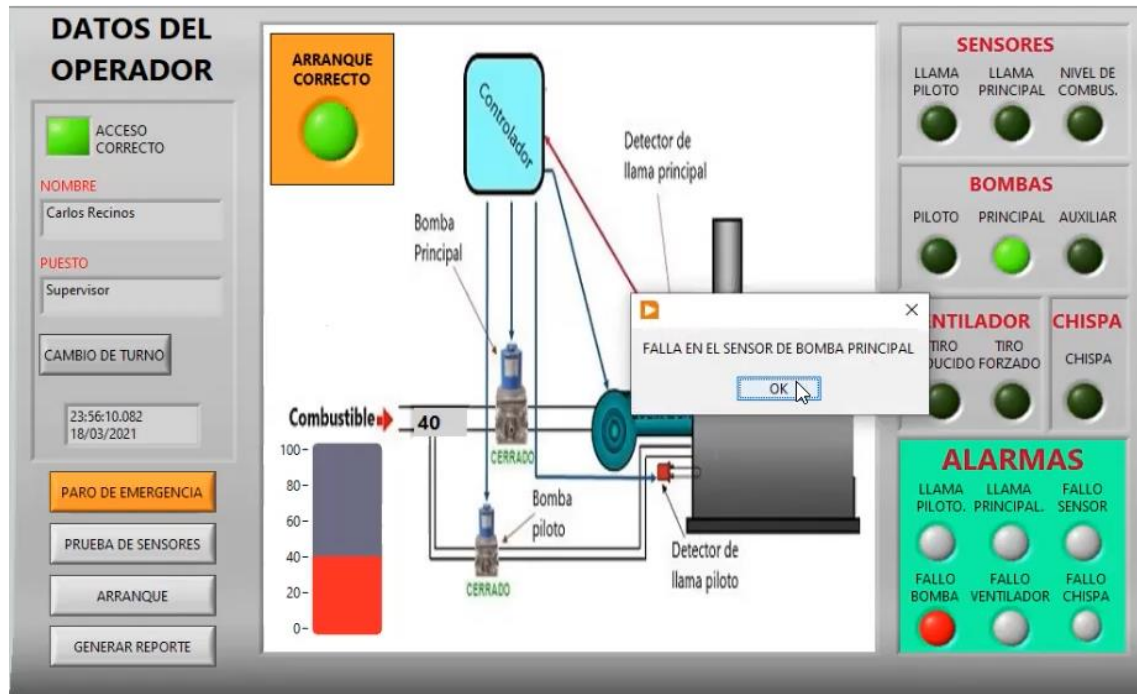 DATOS DEL
OPERADOR
ACCESO
CORRECTO
NOMBRE
Carlos Recinos
PUESTO
Supervisor
CAMBIO DE TURNO
23:56:10.082
18/03/2021
PARO DE EMERGENCIA
PRUEBA DE SENSORES
ARRANQUE
GENERAR REPORTE
ARRANQUE
CORRECTO
Controlador
Detector de
llama principal
Bomba
Principal
Combustible
40
CERRADO
100
80
60
40
20
0
Bomba
piloto
CERRADO
Detector de
llama piloto
FALLA EN EL SENSOR DE BOMBA PRINCIPAL
OK
SENSORES
LLAMA PILOTO
LLAMA PRINCIPAL
NIVEL DE COMBUS.
BOMBAS
PILOTO PRINCIPAL AUXILIAR
NTILADOR
TIRO
DUCIDO
TIRO
FORZADO
CHISPA
CHISPA
ALARMAS
LLAMA PILOTO.
LLAMA PRINCIPAL.
FALLO SENSOR
FALLO BOMBA
FALLO VENTILADOR
FALLO CHISPA